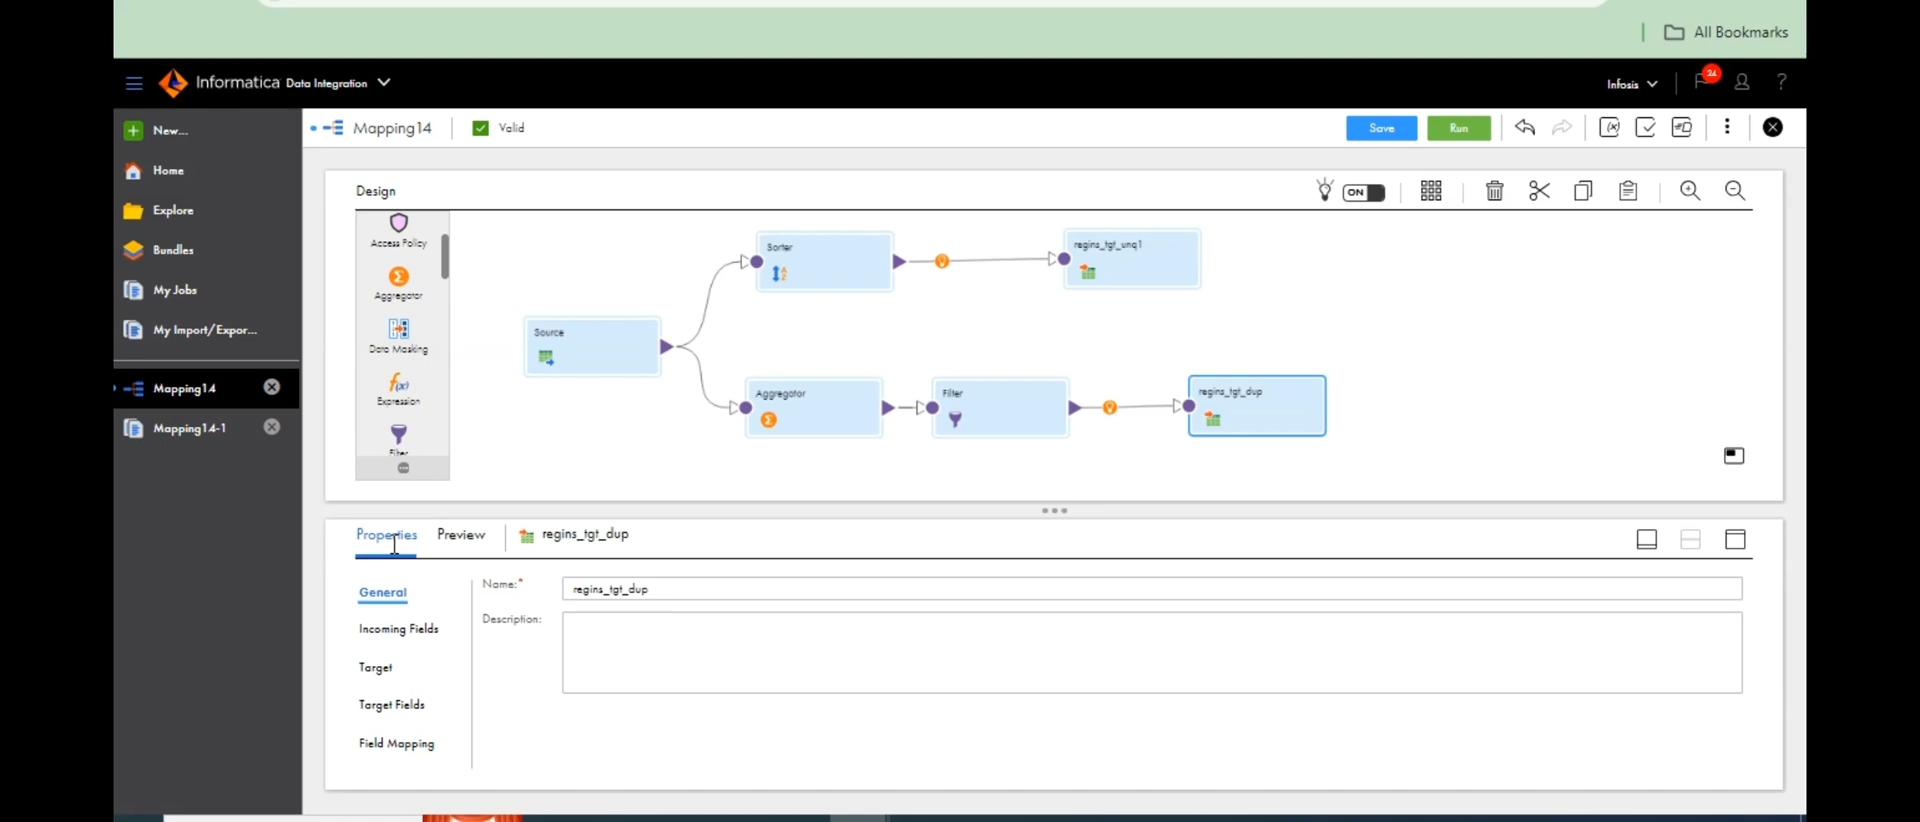 All Bookmarks
Informatica Data Integration
Infosis
24
?
New...
Mapping14
Valid
Save
Run
Home
Explore
Bundles
My Jobs
My Import/Expor...
Mapping14
Mapping14-1
Design
ON
Access Policy
Aggregator
Data Masking
Expression
Filter
Sorter
regins_tgt_unq1
Source
Aggregator
Filter
regins_tgt_dup
Properties
Preview
regins_tgt_dup
General
Incoming Fields
Target
Target Fields
Field Mapping
Name:*
regins_tgt_dup
Description: